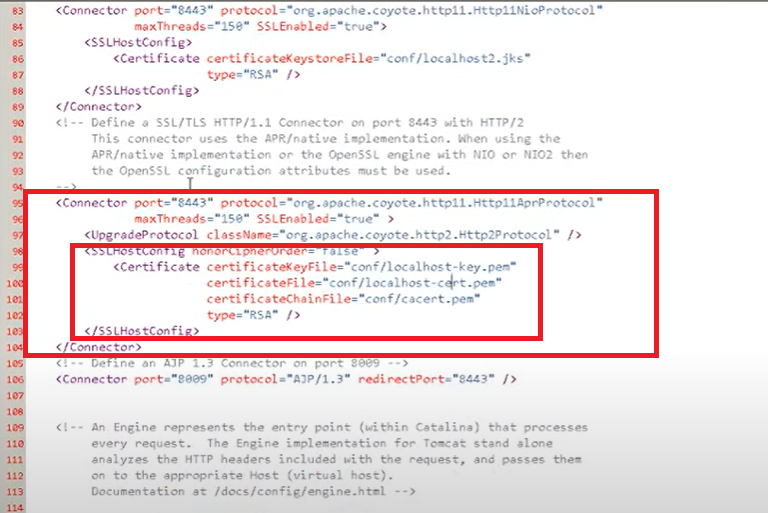 83 <Connector port="8443" protocol="org.apache.coyote.http11.Http11NioProtocol"
84 maxThreads="150" SSLEnabled="true">
85 <SSLHostConfig>
86 <Certificate certificateKeystoreFile="conf/localhost2.jks"
87 type="RSA" />
88 </SSLHostConfig>
89 </Connector>
90 <!-- Define a SSL/TLS HTTP/1.1 Connector on port 8443 with HTTP/2
91 This connector uses the APR/native implementation. When using the
92 APR/native implementation or the OpenSSL engine with NIO or NIO2 then
93 the OpenSSL configuration attributes must be used.
94 -->
95 <Connector port="8443" protocol="org.apache.coyote.http11.Http11AprProtocol"
96 maxThreads="150" SSLEnabled="true" >
97 <UpgradeProtocol className="org.apache.coyote.http2.Http2Protocol" />
98 <SSLHostConfig honorCipherOrder="false" >
99 <Certificate certificateKeyFile="conf/localhost-key.pem"
100 certificateFile="conf/localhost-cert.pem"
101 certificateChainFile="conf/cacert.pem"
102 type="RSA" />
103 </SSLHostConfig>
104 </Connector>
105 <!-- Define an AJP 1.3 Connector on port 8009 -->
106 <Connector port="8009" protocol="AJP/1.3" redirectPort="8443" />
107
108
109 <!-- An Engine represents the entry point (within Catalina) that processes
110 every request. The Engine implementation for Tomcat stand alone
111 analyzes the HTTP headers included with the request, and passes them
112 on to the appropriate Host (virtual host).
113 Documentation at /docs/config/engine.html -->
114